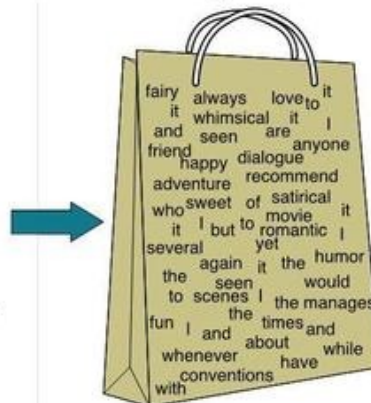 fairy always love to it
it whimsical it I
and seen are anyone
friend happy dialogue
adventure recommend
who sweet of satirical it
it I but to romantic I movie
several yet
again it the humor
the seen would
to scenes I the manages
fun I and the times and
whenever about while
conventions have
with